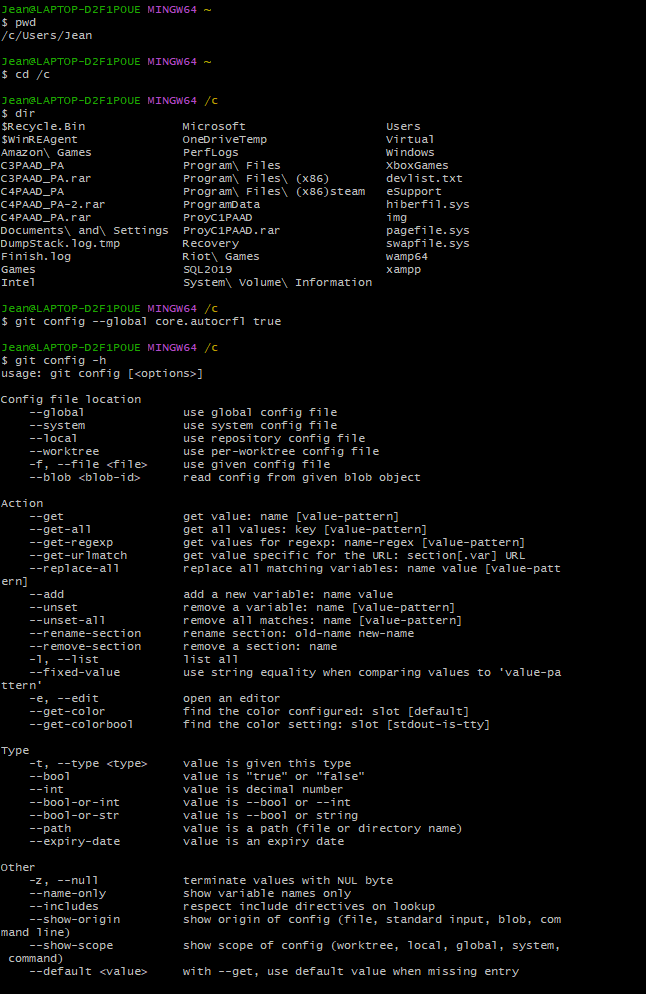 Jean@LAPTOP-D2F1POUE MINGW64 ~
$ pwd
/c/Users/Jean
Jean@LAPTOP-D2F1POUE MINGW64 ~
$ cd /c
Jean@LAPTOP-D2F1POUE MINGW64 /c
$ dir
$Recycle.Bin Microsoft Users
$WinREAgent OneDriveTemp Virtual
Amazon\ Games PerfLogs Windows
C3PAAD_PA Program\ Files XboxGames
C3PAAD_PA.rar Program\ Files\ (x86) devlist.txt
C4PAAD_PA Program\ Files\ (x86)steam eSupport
C4PAAD_PA-2.rar ProgramData hiberfil.sys
C4PAAD_PA.rar ProyC1PAAD img
Documents\ and\ Settings ProyC1PAAD.rar pagefile.sys
DumpStack.log.tmp Recovery swapfile.sys
Finish.log Riot\ Games wamp64
Games SQL2019 xampp
Intel System\ Volume\ Information
Jean@LAPTOP-D2F1POUE MINGW64 /c
$ git config --global core.autocrfl true
Jean@LAPTOP-D2F1POUE MINGW64 /c
$ git config -h
usage: git config [<options>]
Config file location
--global use global config file
--system use system config file
--local use repository config file
--worktree use per-worktree config file
-f, --file <file> use given config file
--blob <blob-id> read config from given blob object
Action
--get get value: name [value-pattern]
--get-all get all values: key [value-pattern]
--get-regexp get values for regexp: name-regex [value-pattern]
--get-urlmatch get value specific for the URL: section[.var] URL
--replace-all replace all matching variables: name value [value-patt
ern]
--add add a new variable: name value
--unset remove a variable: name [value-pattern]
--unset-all remove all matches: name [value-pattern]
--rename-section rename section: old-name new-name
--remove-section remove a section: name
-l, --list list all
--fixed-value use string equality when comparing values to 'value-pa
ttern'
-e, --edit open an editor
--get-color find the color configured: slot [default]
--get-colorbool find the color setting: slot [stdout-is-tty]
Type
-t, --type <type> value is given this type
--bool value is "true" or "false"
--int value is decimal number
--bool-or-int value is --bool or --int
--bool-or-str value is --bool or string
--path value is a path (file or directory name)
--expiry-date value is an expiry date
Other
-z, --null terminate values with NUL byte
--name-only show variable names only
--includes respect include directives on lookup
--show-origin show origin of config (file, standard input, blob, com
mand line)
--show-scope show scope of config (worktree, local, global, system,
command)
--default <value> with --get, use default value when missing entry